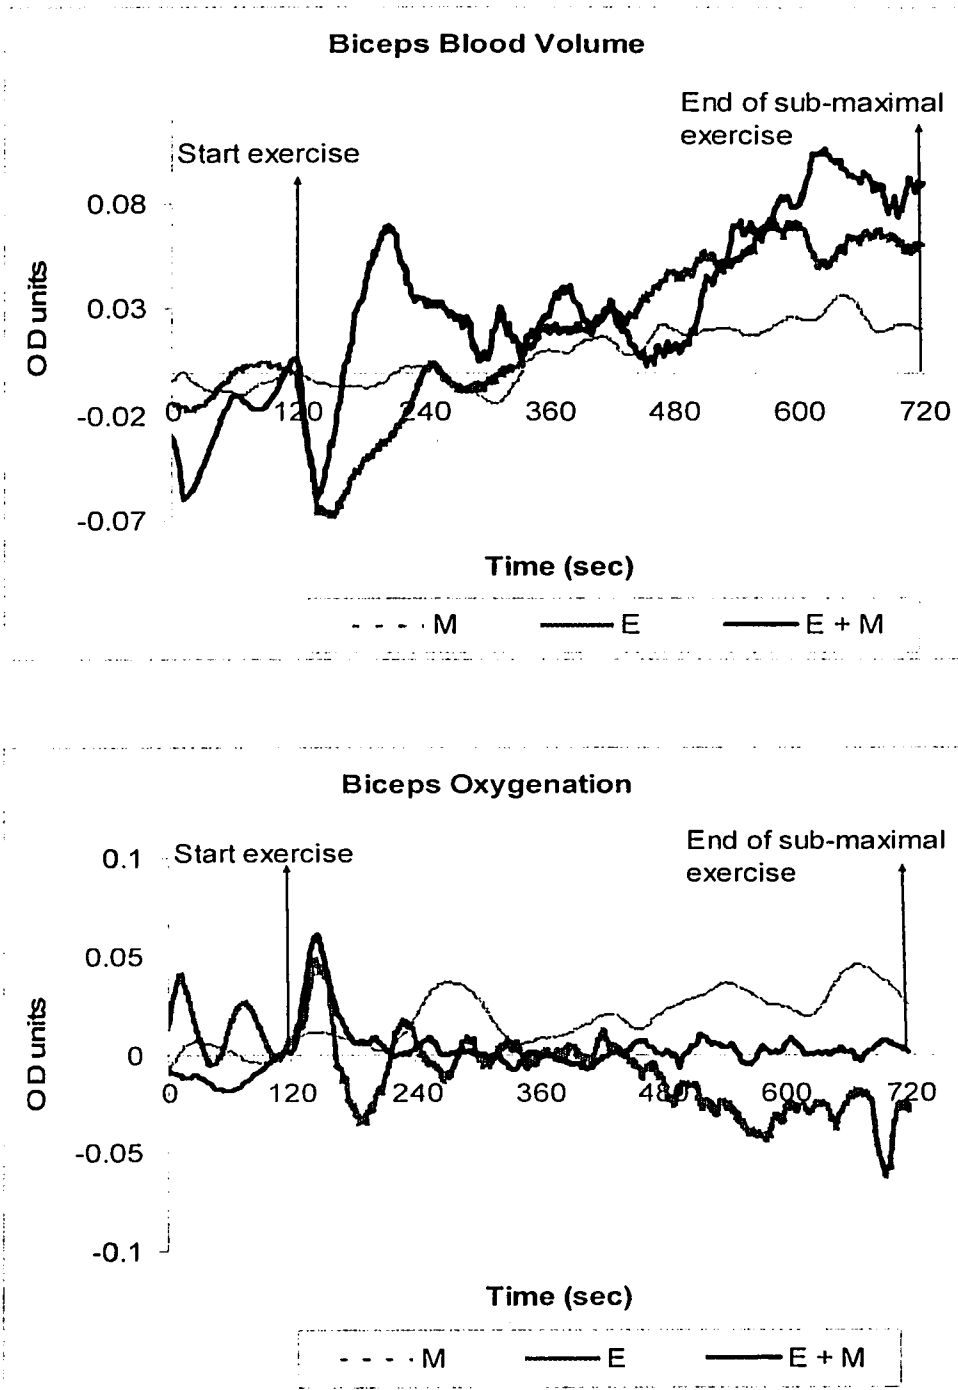 Biceps Blood Volume
End of sub-maximal
exercise
Start exercise
0.08
0.03
-0.02
-0.07
OD units
0 120 240 360 480 600 720
Time (sec)
M E E + M
Biceps Oxygenation
End of sub-maximal
exercise
Start exercise
0.1
0.05
0
-0.05
-0.1
OD units
0 120 240 360 480 600 720
Time (sec)
M E E + M